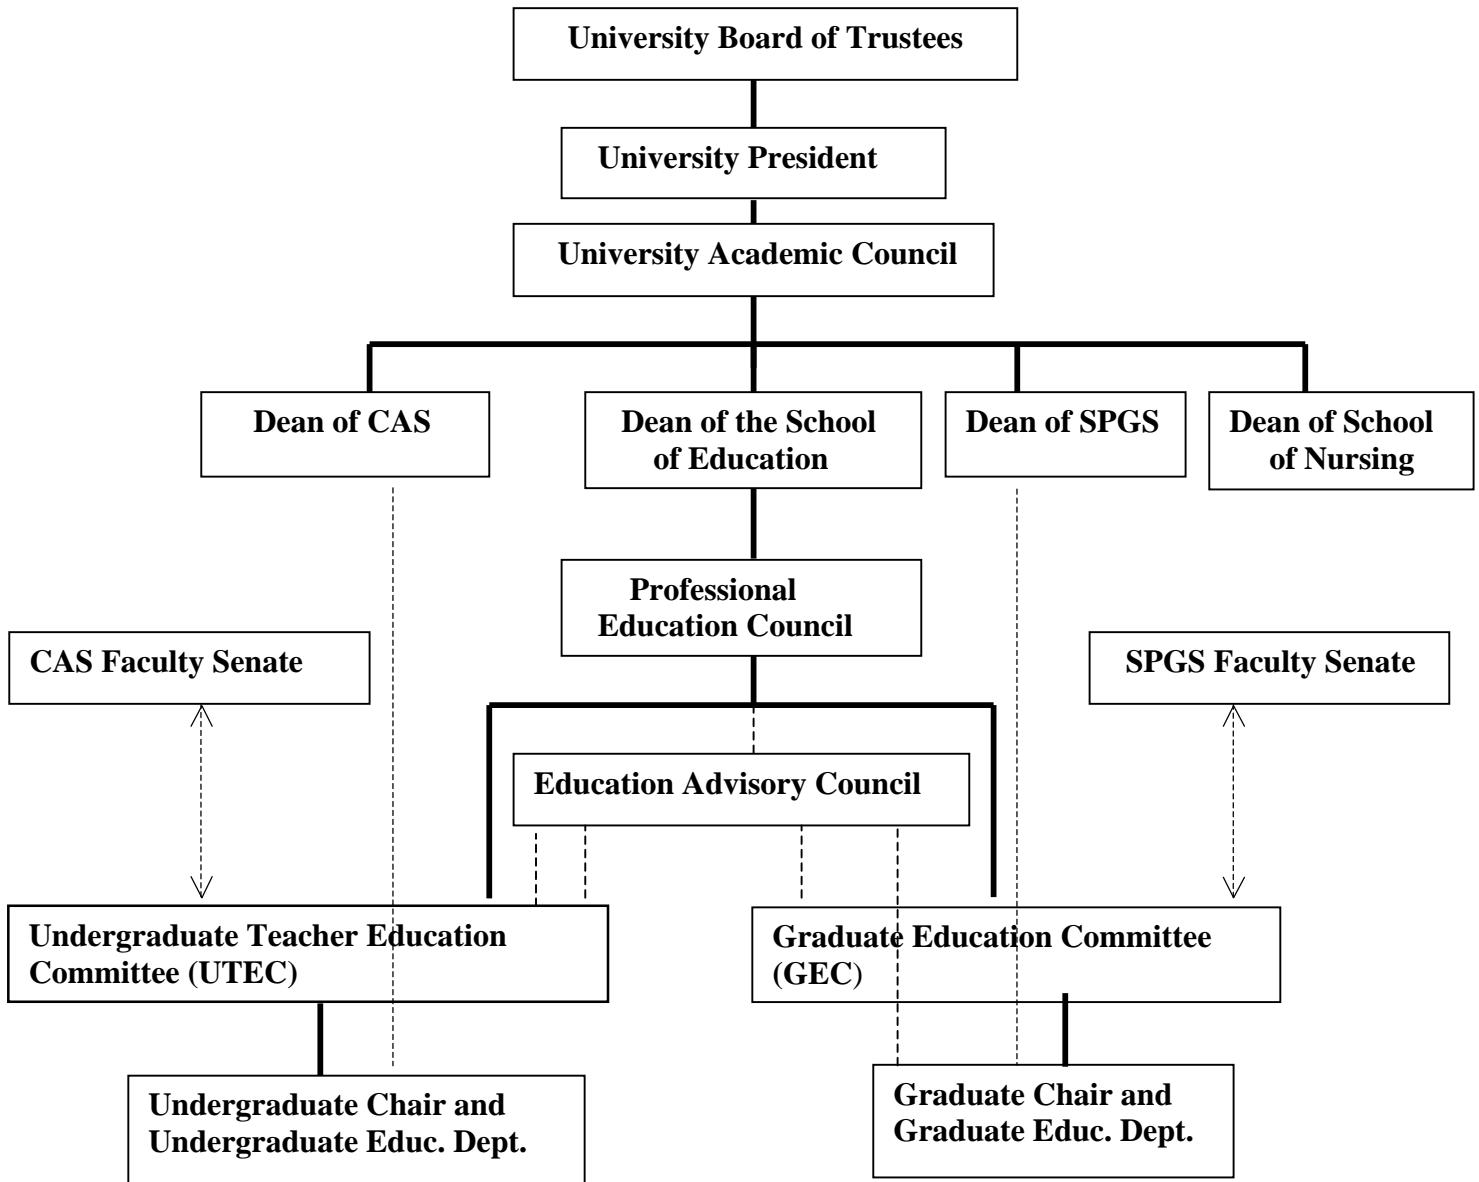 University Board of Trustees
University President
University Academic Council
Dean of CAS
Dean of the School
of Education
Dean of SPGS
Dean of School
of Nursing
Professional
Education Council
CAS Faculty Senate
SPGS Faculty Senate
Education Advisory Council
Undergraduate Teacher Education
Committee (UTEC)
Graduate Education Committee
(GEC)
Undergraduate Chair and
Undergraduate Educ. Dept.
Graduate Chair and
Graduate Educ. Dept.